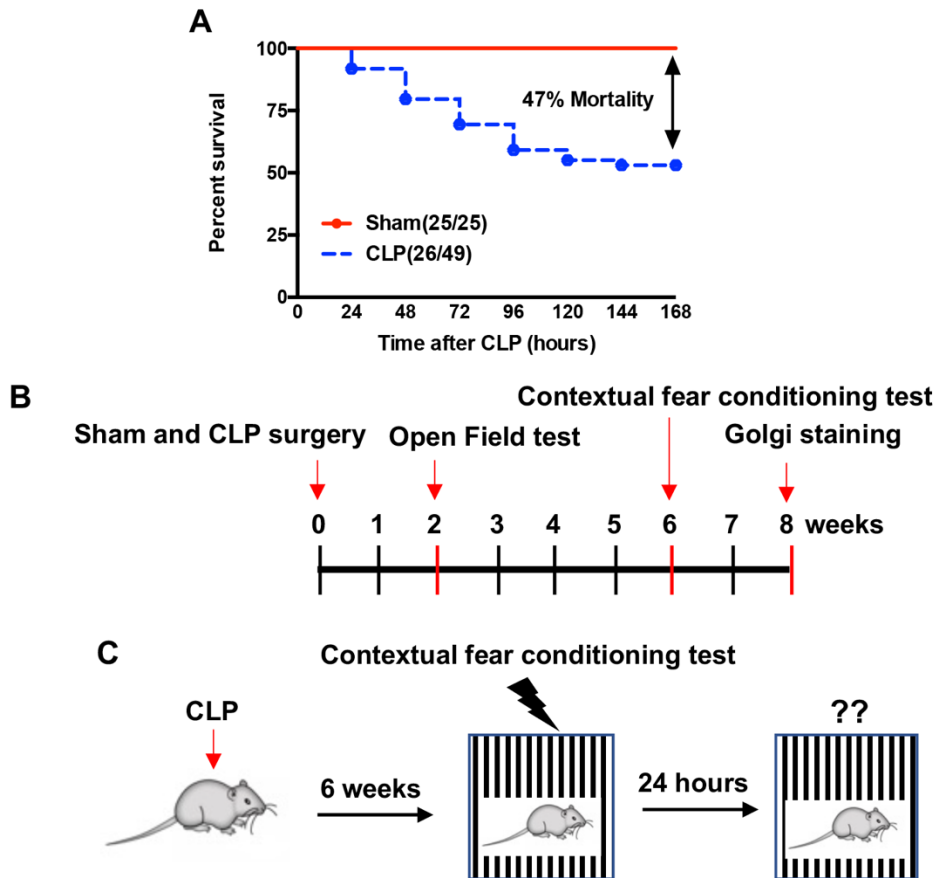 A
100
75
50
25
0
Percent survival
47% Mortality
Sham(25/25)
CLP(26/49)
0 24 48 72 96 120 144 168
Time after CLP (hours)
B
Contextual fear conditioning test
Sham and CLP surgery Open Field test Golgi staining
0 1 2 3 4 5 6 7 8 weeks
C
Contextual fear conditioning test
CLP
??
6 weeks
24 hours